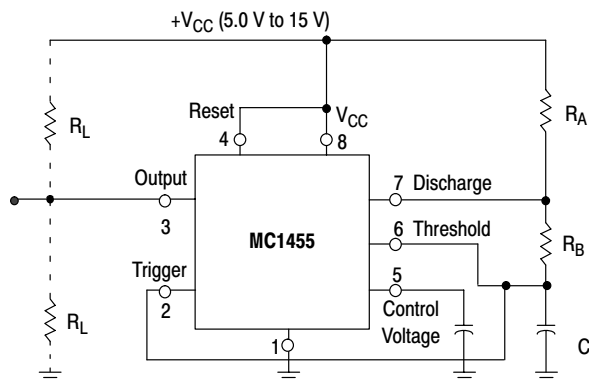 +VCC (5.0 V to 15 V)
RL
Reset
4
VCC
8
RA
Output
3
7 Discharge
MC1455
6 Threshold
RB
Trigger
2
5
Control
Voltage
RL
1
C